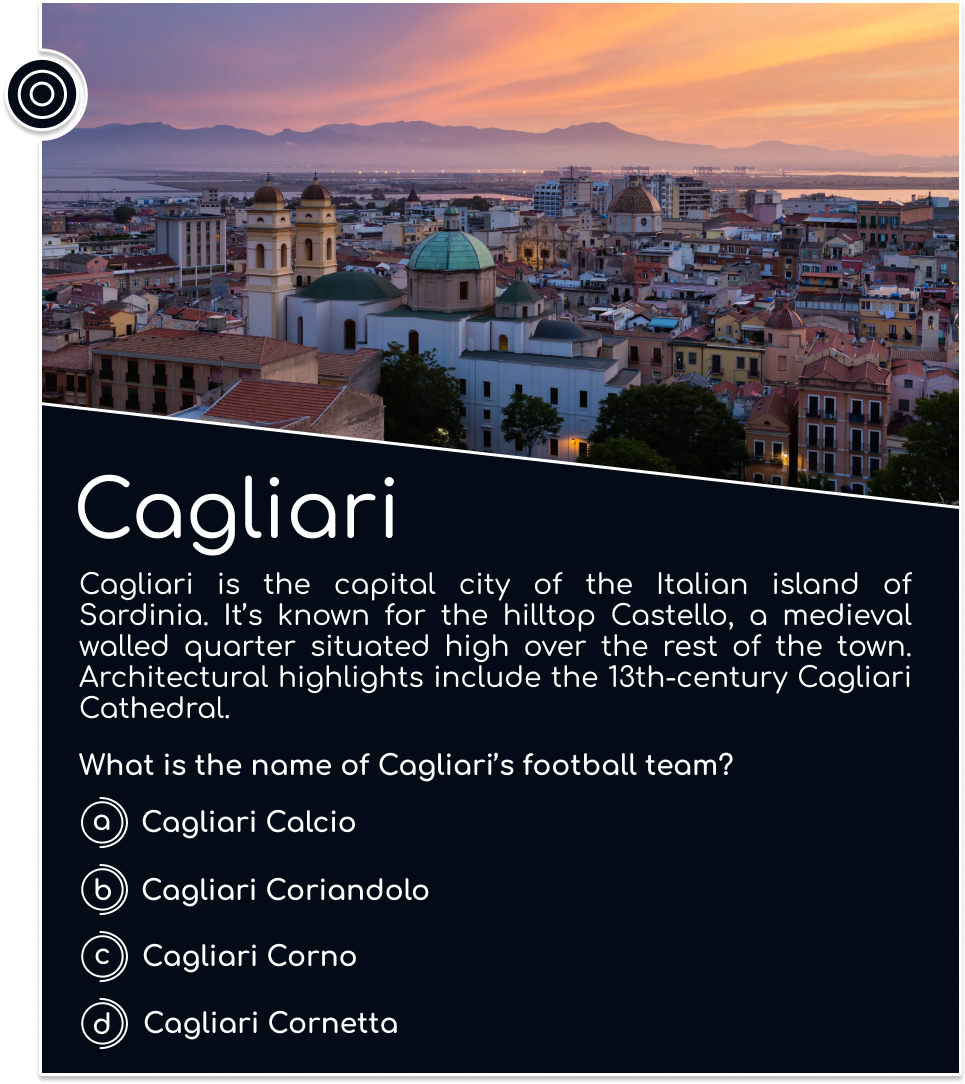 Cagliari
Cagliari is the capital city of the Italian island of
Sardinia. It’s known for the hilltop Castello, a medieval
walled quarter situated high over the rest of the town.
Architectural highlights include the 13th-century Cagliari
Cathedral.
What is the name of Cagliari’s football team?
a Cagliari Calcio
b Cagliari Coriandolo
c Cagliari Corno
d Cagliari Cornetta